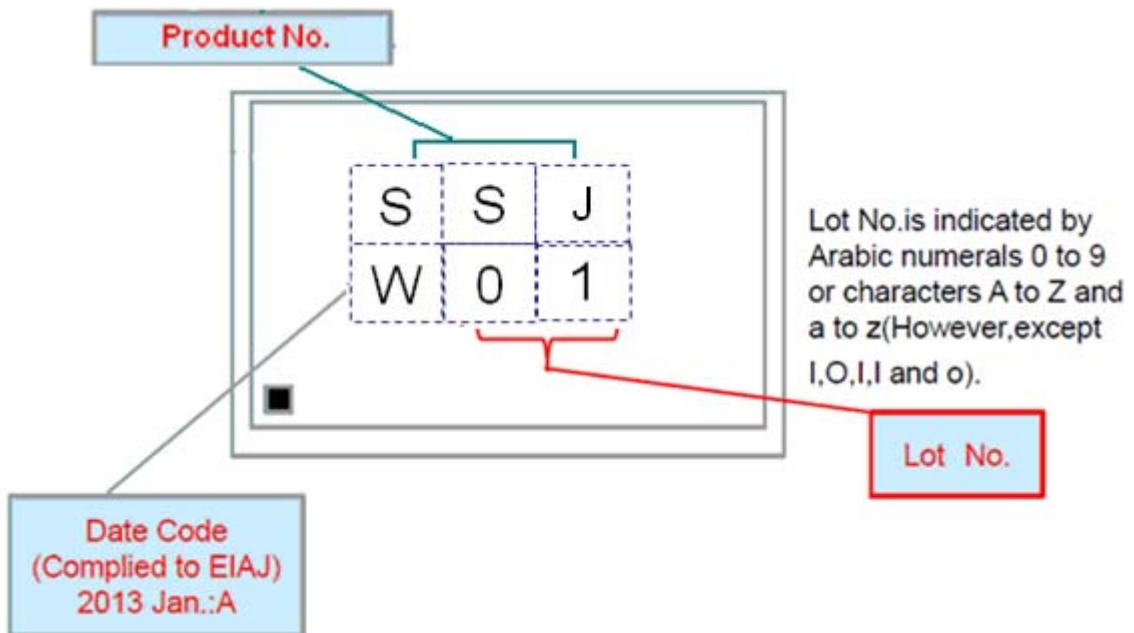 Product No.
S S J
W 0 1
Lot No.is indicated by
Arabic numerals 0 to 9
or characters A to Z and
a to z(However,except
I,O,l,I and o).
Lot No.
Date Code
(Complied to EIAJ)
2013 Jan.:A